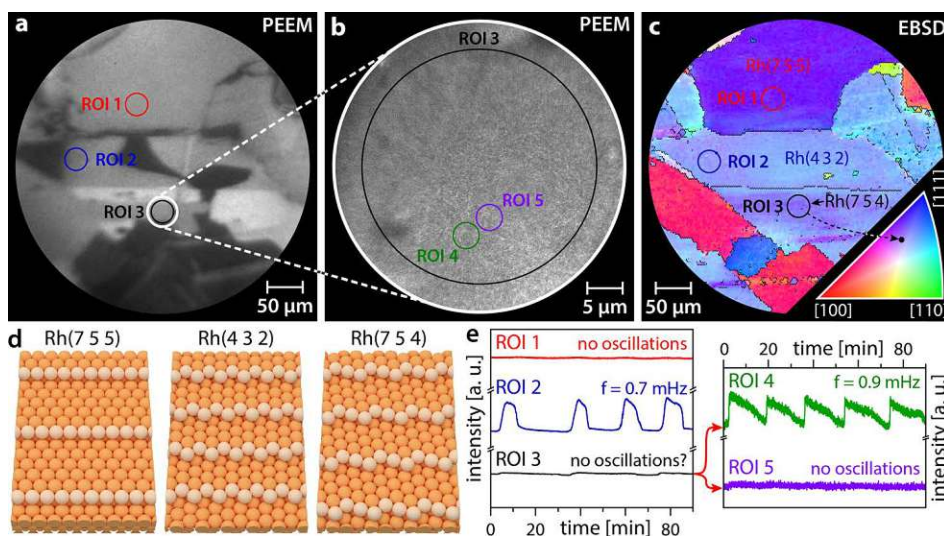 a
PEEM
ROI 1
ROI 2
ROI 3
50 μm
b
PEEM
ROI 3
ROI 5
ROI 4
5 μm
c
EBSD
Rh(7 5 5)
ROI 1
ROI 2
Rh(4 3 2)
ROI 3
Rh(7 5 4)
[111]
[100]
[110]
50 μm
d
Rh(7 5 5)
Rh(4 3 2)
Rh(7 5 4)
e
intensity [a. u.]
ROI 1
no oscillations
ROI 2
f = 0.7 mHz
ROI 3
no oscillations?
0
20
40
60
80
time [min]
time [min]
0
20
40
60
80
ROI 4
f = 0.9 mHz
ROI 5
no oscillations
intensity [a. u.]